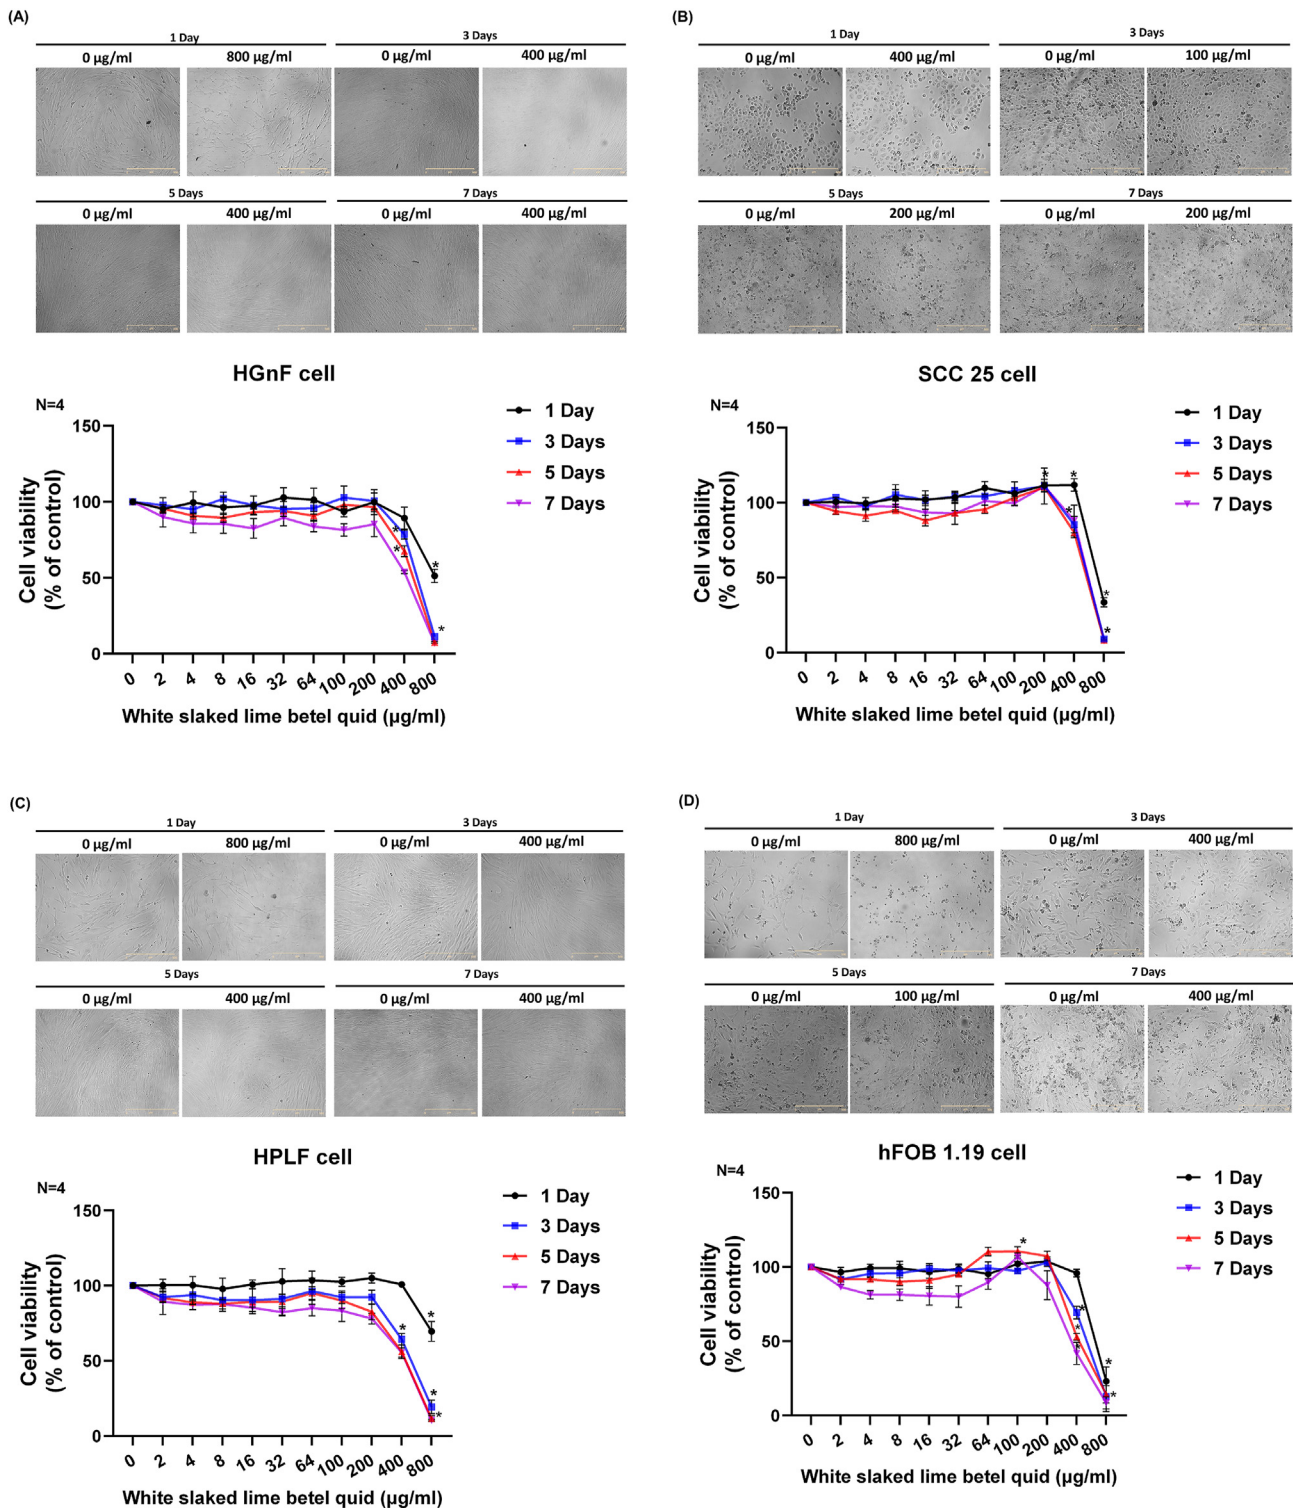 (A)
1 Day 3 Days
0 µg/ml 800 µg/ml 0 µg/ml 400 µg/ml
5 Days 7 Days
0 µg/ml 400 µg/ml 0 µg/ml 400 µg/ml
HGnF cell
N=4
1 Day
3 Days
5 Days
7 Days
Cell viability
(% of control)
150
100
50
0
0 2 4 8 16 32 64 100 200 400 800
* * * *
White slaked lime betel quid (µg/ml)
(B)
1 Day 3 Days
0 µg/ml 400 µg/ml 0 µg/ml 100 µg/ml
5 Days 7 Days
0 µg/ml 200 µg/ml 0 µg/ml 200 µg/ml
SCC 25 cell
N=4
1 Day
3 Days
5 Days
7 Days
Cell viability
(% of control)
150
100
50
0
0 2 4 8 16 32 64 100 200 400 800
* * * * *
White slaked lime betel quid (µg/ml)
(C)
1 Day 3 Days
0 µg/ml 800 µg/ml 0 µg/ml 400 µg/ml
5 Days 7 Days
0 µg/ml 400 µg/ml 0 µg/ml 400 µg/ml
HPLF cell
N=4
1 Day
3 Days
5 Days
7 Days
Cell viability
(% of control)
150
100
50
0
0 2 4 8 16 32 64 100 200 400 800
* * * *
White slaked lime betel quid (µg/ml)
(D)
1 Day 3 Days
0 µg/ml 800 µg/ml 0 µg/ml 400 µg/ml
5 Days 7 Days
0 µg/ml 100 µg/ml 0 µg/ml 400 µg/ml
hFOB 1.19 cell
N=4
1 Day
3 Days
5 Days
7 Days
Cell viability
(% of control)
150
100
50
0
0 2 4 8 16 32 64 100 200 400 800
* * * * * *
White slaked lime betel quid (µg/ml)